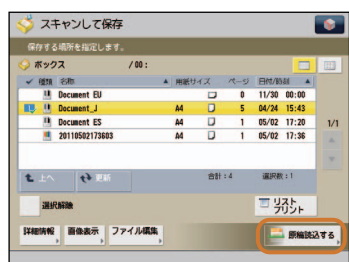 スキャンして保存
保存する場所を指定します。
ボックス /00:
✓ 種類 名称 ▲ 用紙サイズ ページ 日付/時刻 ▲
Document EU 0 11/30 00:00
Document_J A4 5 04/24 15:43
Document ES A4 1 05/02 17:20
20110502173603 A4 1 05/02 17:36
1/1
上へ 更新 合計:4 選択数:1
選択解除
リストプリント
詳細情報 画像表示 ファイル編集 原稿読込する